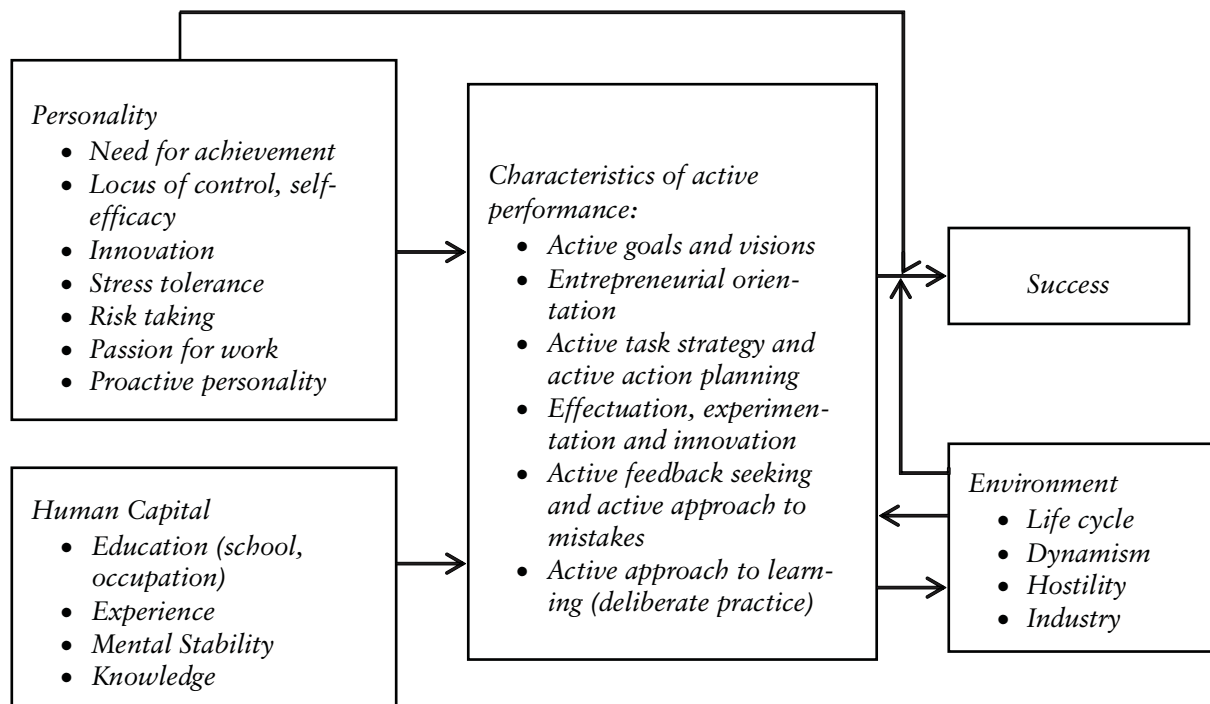 Personality
• Need for achievement
• Locus of control, self-
efficacy
• Innovation
• Stress tolerance
• Risk taking
• Passion for work
• Proactive personality
Human Capital
• Education (school,
occupation)
• Experience
• Mental Stability
• Knowledge
Characteristics of active
performance:
• Active goals and visions
• Entrepreneurial orien-
tation
• Active task strategy and
active action planning
• Effectuation, experimen-
tation and innovation
• Active feedback seeking
and active approach to
mistakes
• Active approach to learn-
ing (deliberate practice)
Success
Environment
• Life cycle
• Dynamism
• Hostility
• Industry